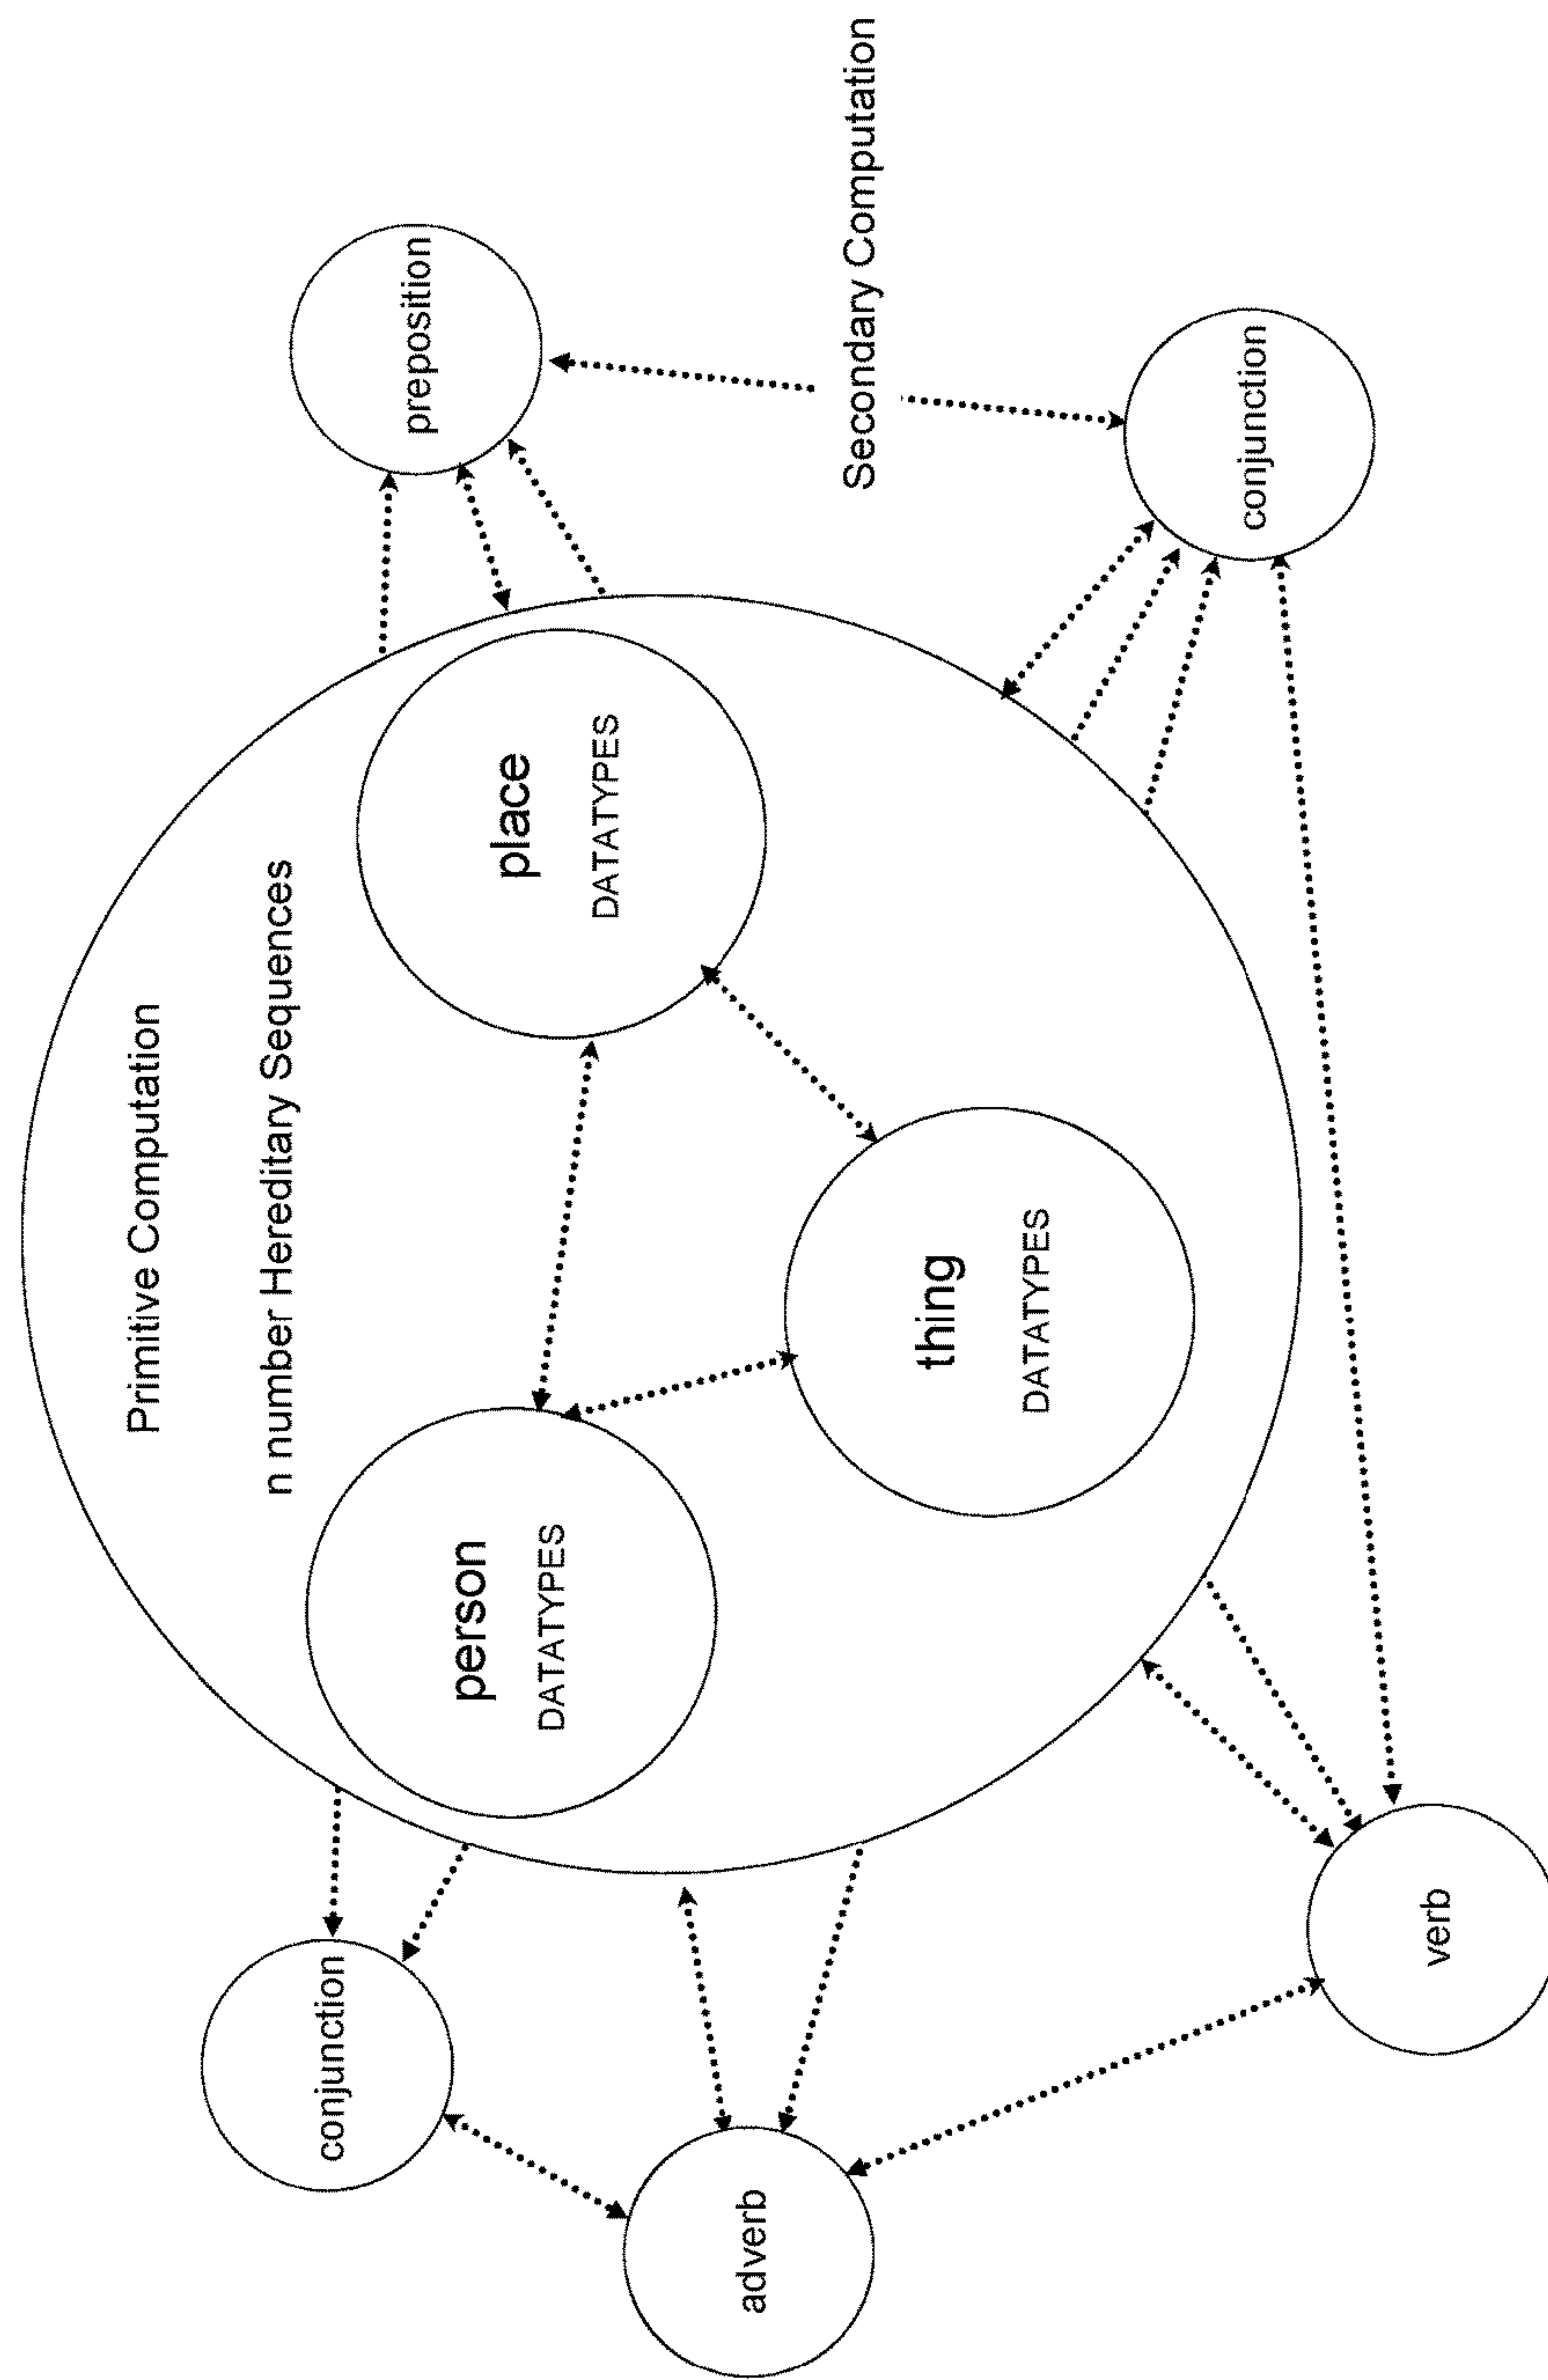 Primitive Computation
n number Hereditary Sequences
person
DATATYPES
place
DATATYPES
thing
DATATYPES
conjunction
preposition
adverb
Secondary Computation
verb
conjunction